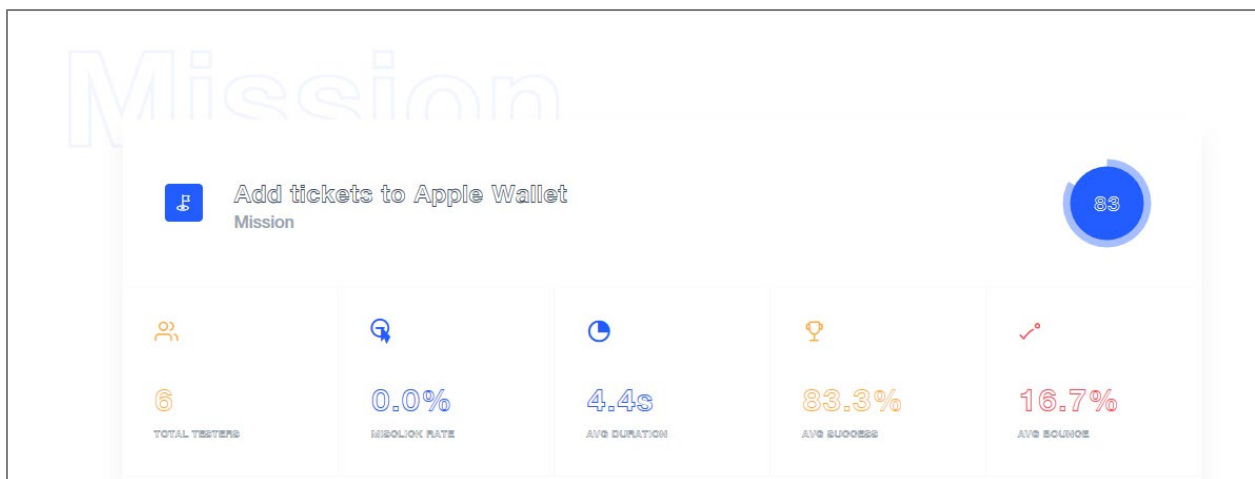 Mission
Add tickets to Apple Wallet
Mission
83
6
0.0%
4.4s
83.3%
16.7%
TOTAL TESTERS
MISCLICK RATE
AVG DURATION
AVG SUCCESS
AVG BOUNCE